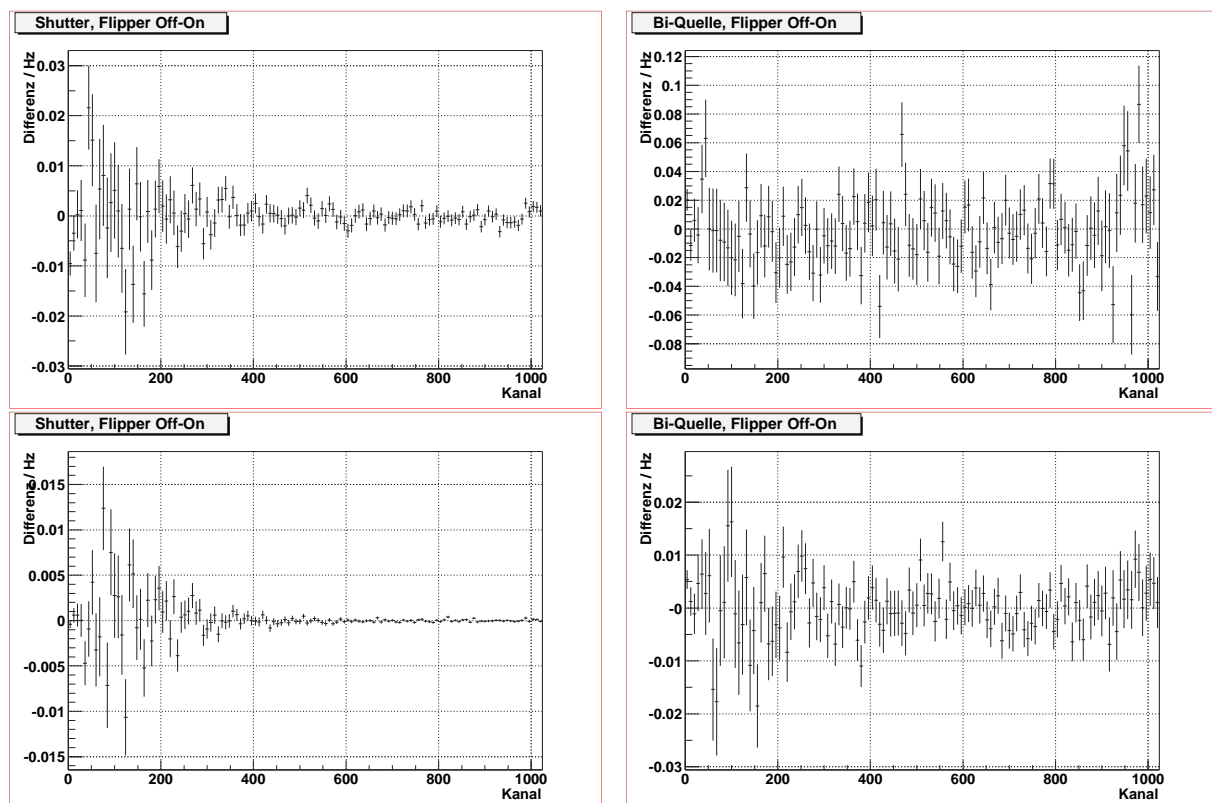 Shutter, Flipper Off-On
Differenz / Hz
0.03
0.02
0.01
0
-0.01
-0.02
-0.03
0 200 400 600 800 1000
Kanal
Bi-Quelle, Flipper Off-On
Differenz / Hz
0.12
0.1
0.08
0.06
0.04
0.02
0
-0.02
-0.04
-0.06
-0.08
0 200 400 600 800 1000
Kanal
Shutter, Flipper Off-On
Differenz / Hz
0.015
0.01
0.005
0
-0.005
-0.01
-0.015
0 200 400 600 800 1000
Kanal
Bi-Quelle, Flipper Off-On
Differenz / Hz
0.02
0.01
-0
-0.01
-0.02
-0.03
0 200 400 600 800 1000
Kanal